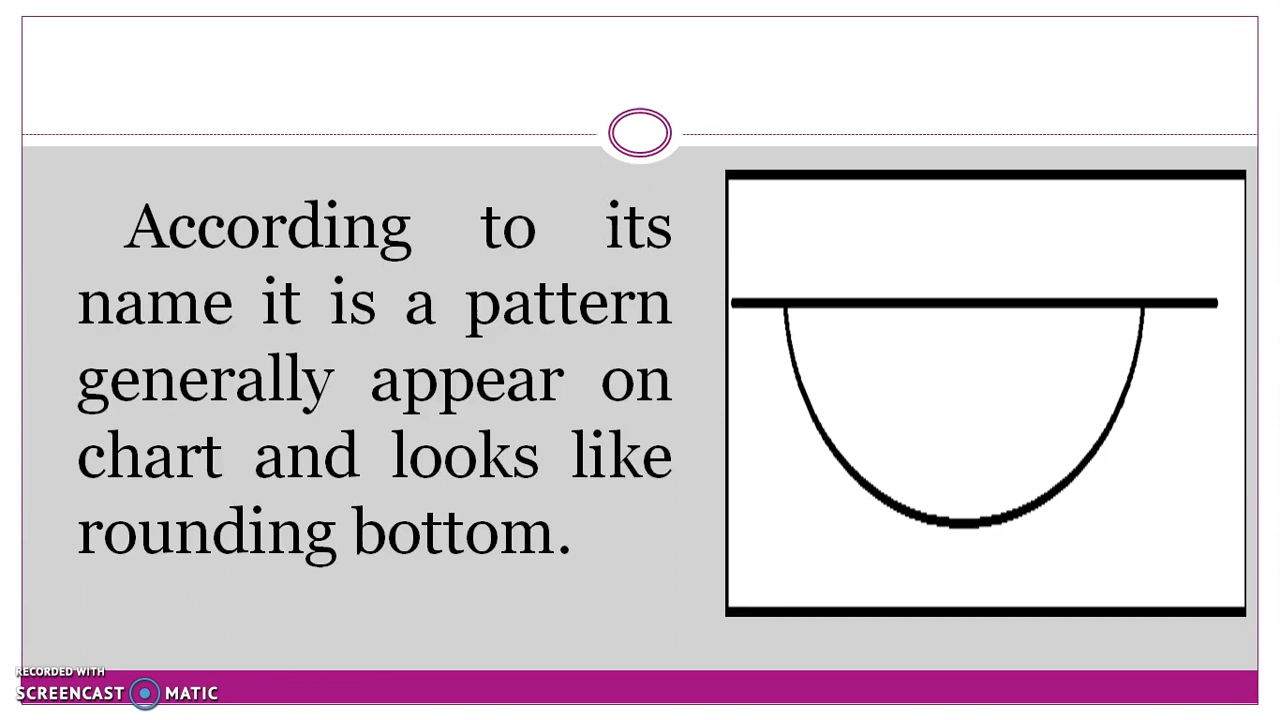 According to its
name it is a pattern
generally appear on
chart and looks like
rounding bottom.
RECORDED WITH
SCREENCAST MATIC